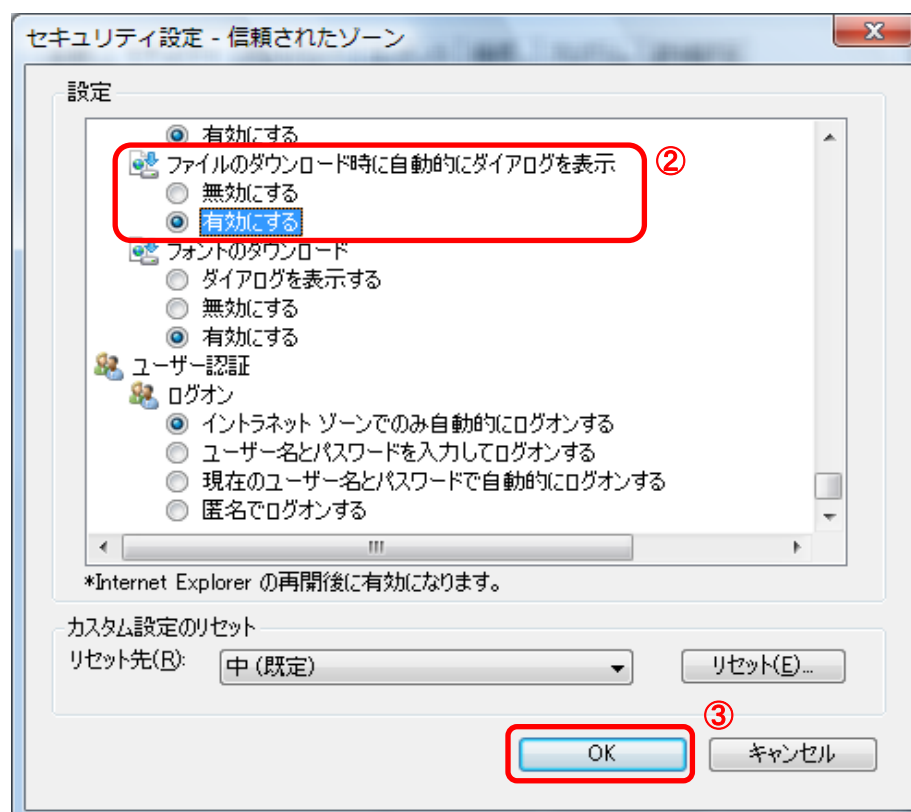 セキュリティ設定 - 信頼されたゾーン
設定
有効にする
ファイルのダウンロード時に自動的にダイアログを表示
②
無効にする
有効にする
フォントのダウンロード
ダイアログを表示する
無効にする
有効にする
ユーザー認証
ログオン
イントラネット ゾーンでのみ自動的にログオンする
ユーザー名とパスワードを入力してログオンする
現在のユーザー名とパスワードで自動的にログオンする
匿名でログオンする
*Internet Explorer の再開後に有効になります。
カスタム設定のリセット
リセット先(R): 中 (既定) リセット(E)...
③
OK キャンセル